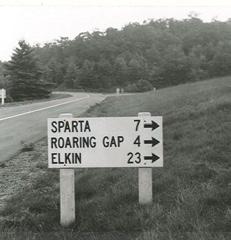 SPARTA 7 →
ROARING GAP 4 →
ELKIN 23 →